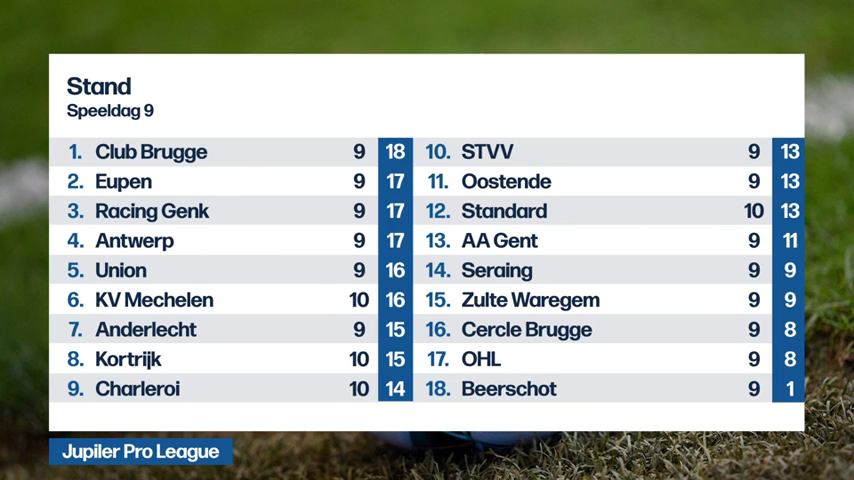 Stand
Speeldag 9
1. Club Brugge 9 18
2. Eupen 9 17
3. Racing Genk 9 17
4. Antwerp 9 17
5. Union 9 16
6. KV Mechelen 10 16
7. Anderlecht 9 15
8. Kortrijk 10 15
9. Charleroi 10 14
10. STVV 9 13
11. Oostende 9 13
12. Standard 10 13
13. AA Gent 9 11
14. Seraing 9 9
15. Zulte Waregem 9 9
16. Cercle Brugge 9 8
17. OHL 9 8
18. Beerschot 9 1
Jupiler Pro League